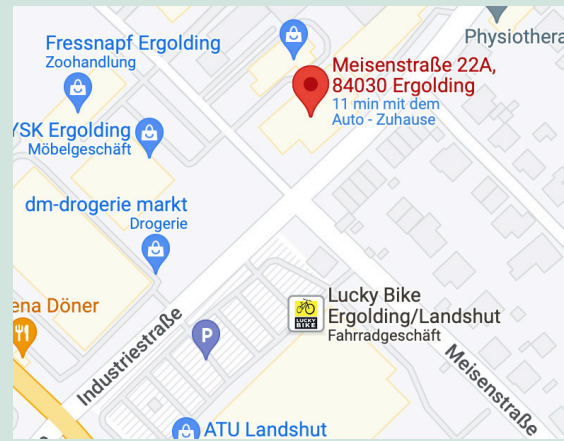 Fressnapf Ergolding
Zoohandlung
Physiothera
Meisenstraße 22A,
84030 Ergolding
11 min mit dem
Auto - Zuhause
YSK Ergolding
Möbelgeschäft
dm-drogerie markt
Drogerie
ena Döner
Industriestraße
P
LUCKY
BIKE
Lucky Bike
Ergolding/Landshut
Fahrradgeschäft
Meisenstraße
ATU Landshut